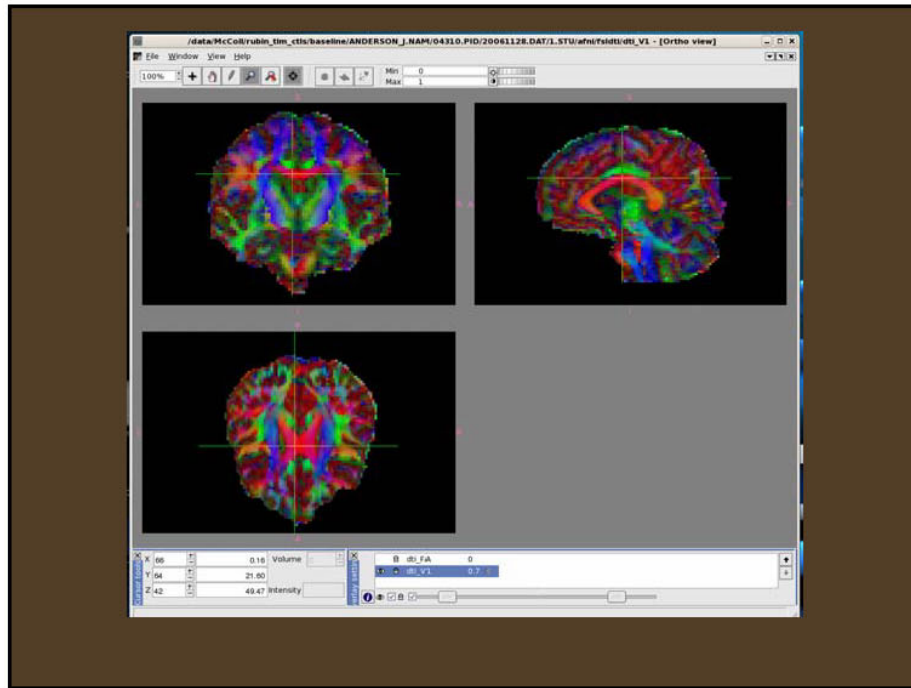 /data/McColl/rubin_tim_ctls/baseline/ANDERSON_J.NAM/04310.PID/20061128.DAT/1.STU/afni/fsldti/dti_V1 - [Ortho view]
File Window View Help
100%
Min 0
Max 1
X 66 0.16 Volume
Y 64 21.60
Z 42 49.47 Intensity
dti_FA 0
dti_V1 0.7